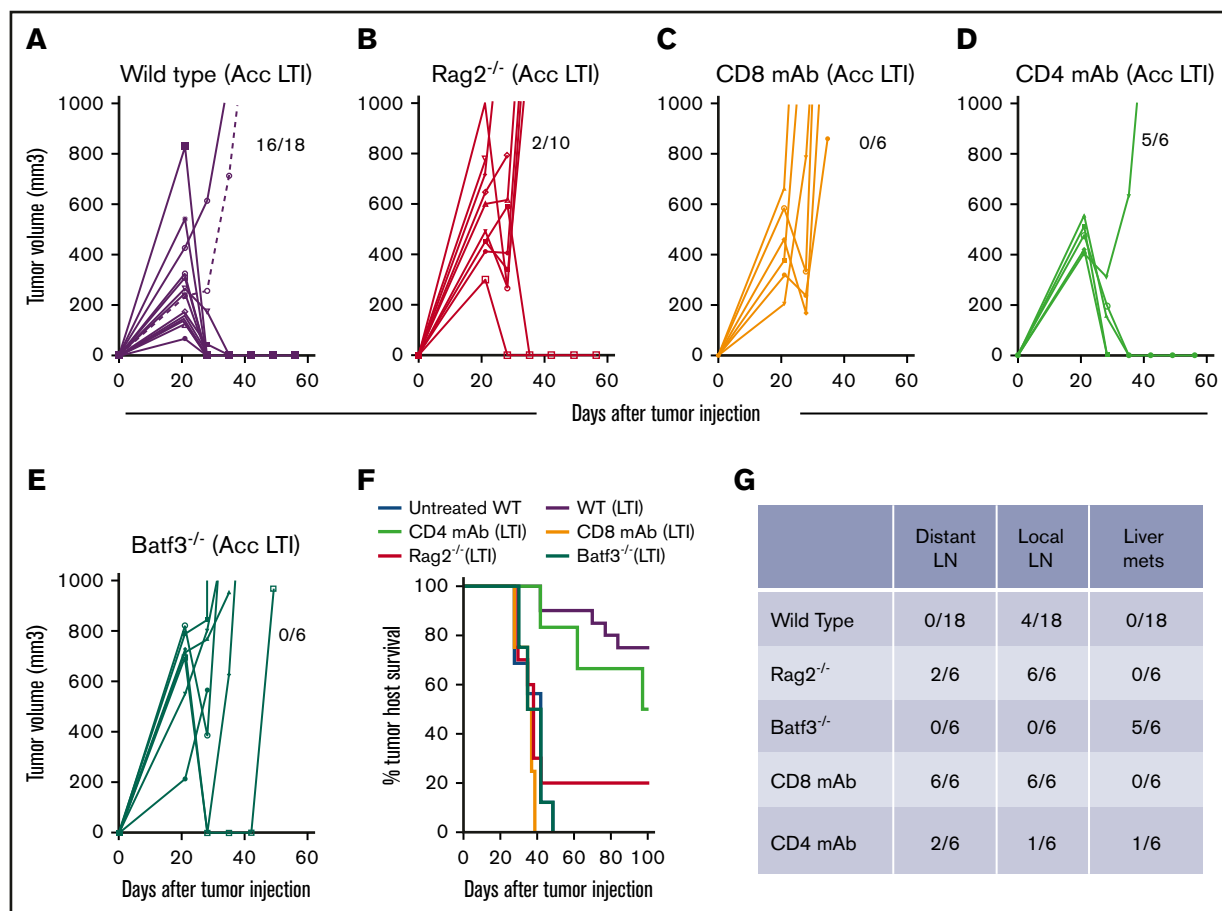 A
Wild type (Acc LTI)
Tumor volume (mm3)
1000
800
600
400
200
0
0
20
40
60
16/18
B
Rag2-/- (Acc LTI)
1000
800
600
400
200
0
0
20
40
60
2/10
C
CD8 mAb (Acc LTI)
1000
800
600
400
200
0
0
20
40
60
0/6
D
CD4 mAb (Acc LTI)
1000
800
600
400
200
0
0
20
40
60
5/6
Days after tumor injection
E
Batf3-/- (Acc LTI)
Tumor volume (mm3)
1000
800
600
400
200
0
0
20
40
60
0/6
Days after tumor injection
F
Untreated WT
WT (LTI)
CD4 mAb (LTI)
CD8 mAb (LTI)
Rag2-/-(LTI)
Batf3-/-(LTI)
% tumor host survival
100
80
60
40
20
0
0
20
40
60
80
100
Days after tumor injection
G
Distant LN
Local LN
Liver mets
Wild Type 0/18 4/18 0/18
Rag2-/- 2/6 6/6 0/6
Batf3-/- 0/6 0/6 5/6
CD8 mAb 6/6 6/6 0/6
CD4 mAb 2/6 1/6 1/6